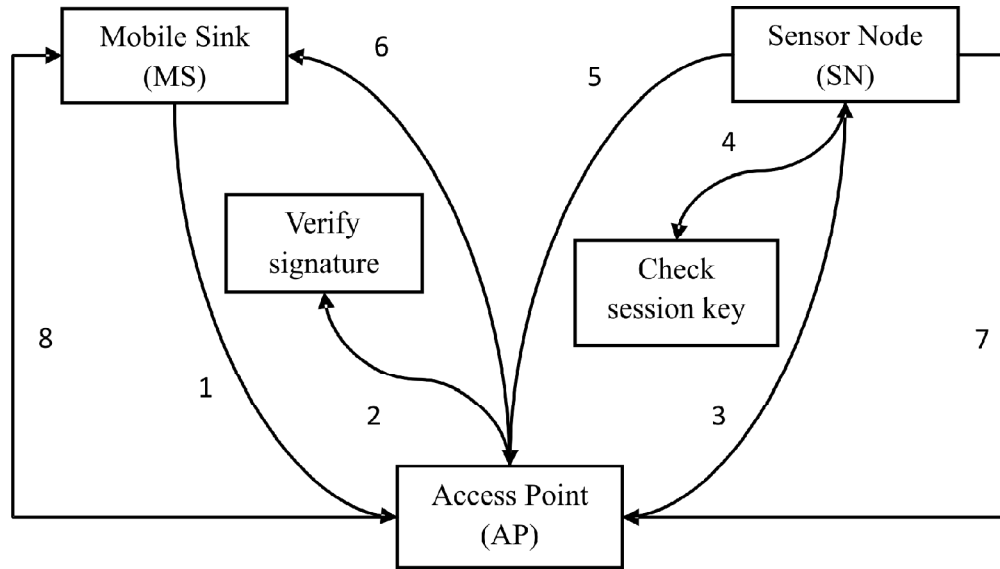 Mobile Sink
(MS)
6
5
Sensor Node
(SN)
4
Verify
signature
Check
session key
8
7
1
2
3
Access Point
(AP)